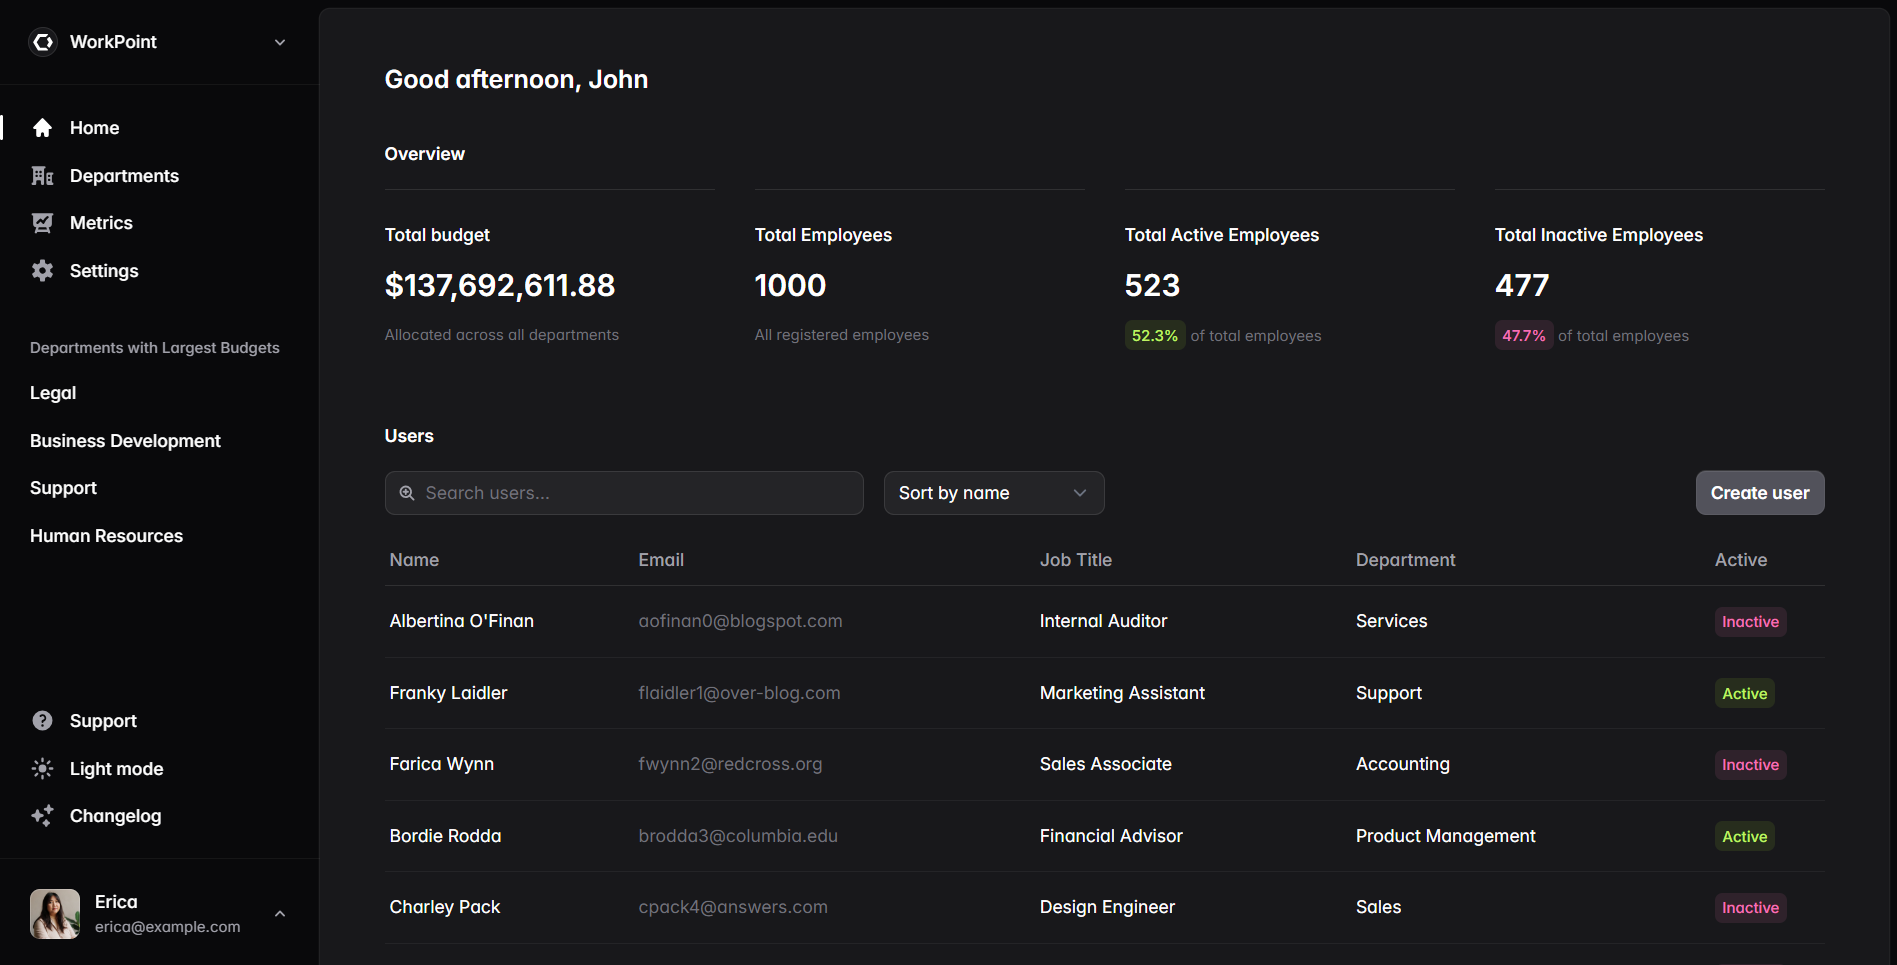 WorkPoint
Home
Departments
Metrics
Settings
Departments with Largest Budgets
Legal
Business Development
Support
Human Resources
Support
Light mode
Changelog
Erica
erica@example.com
Good afternoon, John
Overview
Total budget
$137,692,611.88
Allocated across all departments
Total Employees
1000
All registered employees
Total Active Employees
523
52.3% of total employees
Total Inactive Employees
477
47.7% of total employees
Users
Search users... Sort by name Create user
Name Email Job Title Department Active
Albertina O'Finan aofinan0@blogspot.com Internal Auditor Services Inactive
Franky Laidler flaidler1@over-blog.com Marketing Assistant Support Active
Farica Wynn fwynn2@redcross.org Sales Associate Accounting Inactive
Bordie Rodda brodda3@columbia.edu Financial Advisor Product Management Active
Charley Pack cpack4@answers.com Design Engineer Sales Inactive